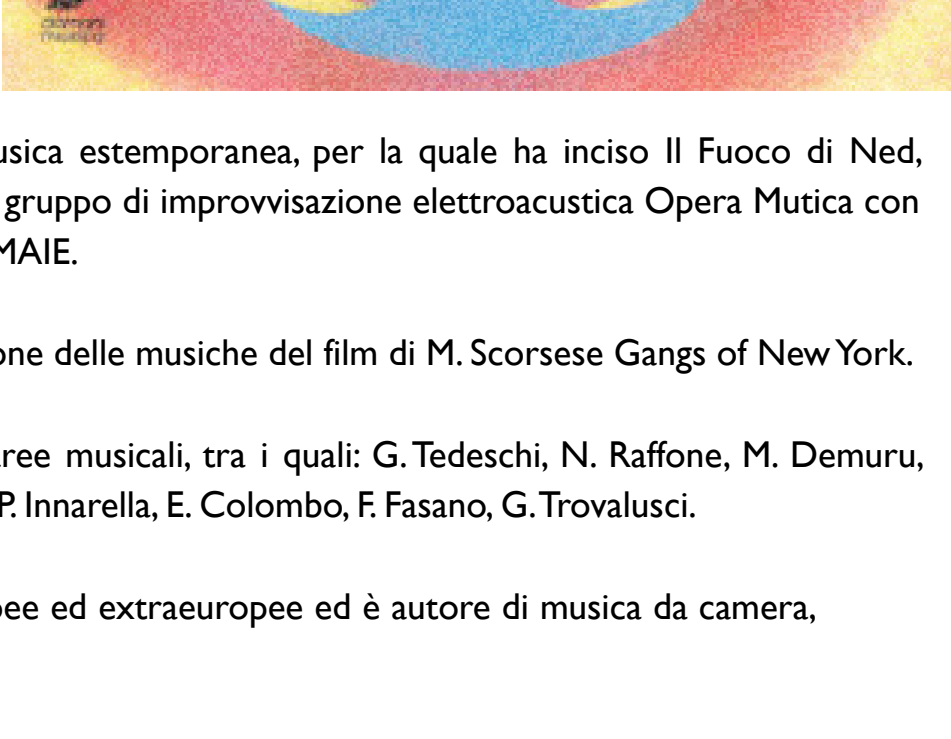 usica estemporanea, per la quale ha inciso Il Fuoco di Ned,
gruppo di improvvisazione elettroacustica Opera Mutica con
MAIE.
one delle musiche del film di M. Scorsese Gangs of New York.
aree musicali, tra i quali: G. Tedeschi, N. Raffone, M. Demuru,
P. Innarella, E. Colombo, F. Fasano, G. Trovalusci.
pee ed extraeuropee ed è autore di musica da camera,